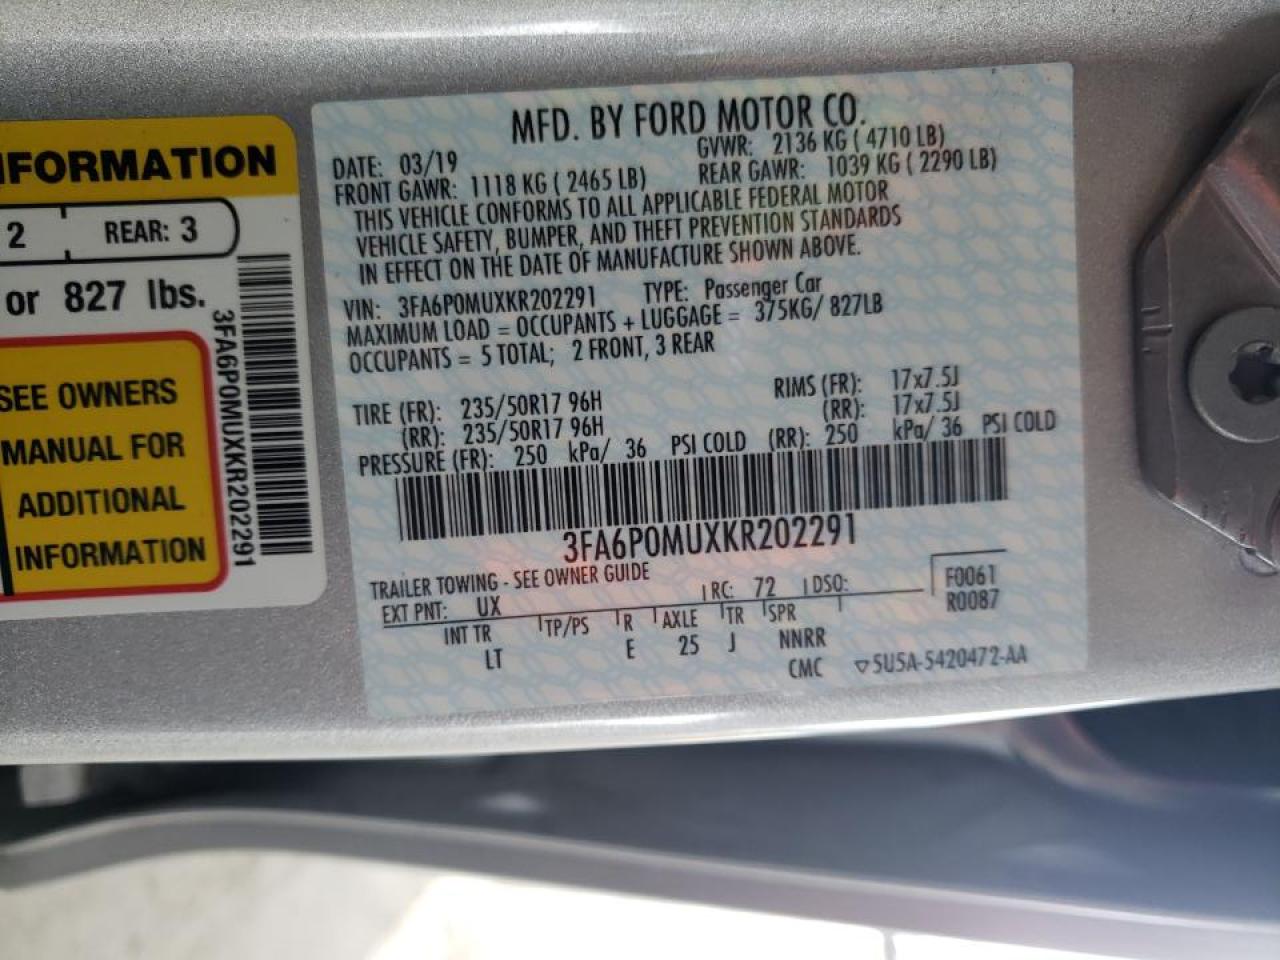 NFORMATION
2 REAR: 3
or 827 lbs.
3FA6P0MUXKR202291
SEE OWNERS
MANUAL FOR
ADDITIONAL
INFORMATION
MFD. BY FORD MOTOR CO.
DATE: 03/19 GVWR: 2136 KG ( 4710 LB)
FRONT GAWR: 1118 KG ( 2465 LB) REAR GAWR: 1039 KG ( 2290 LB)
THIS VEHICLE CONFORMS TO ALL APPLICABLE FEDERAL MOTOR
VEHICLE SAFETY, BUMPER, AND THEFT PREVENTION STANDARDS
IN EFFECT ON THE DATE OF MANUFACTURE SHOWN ABOVE.
VIN: 3FA6P0MUXKR202291 TYPE: Passenger Car
MAXIMUM LOAD = OCCUPANTS + LUGGAGE = 375KG/ 827LB
OCCUPANTS = 5 TOTAL; 2 FRONT, 3 REAR
TIRE (FR): 235/50R17 96H RIMS (FR): 17x7.5J
(RR): 235/50R17 96H (RR): 17x7.5J
PRESSURE (FR): 250 kPa/ 36 PSI COLD (RR): 250 kPa/ 36 PSI COLD
3FA6P0MUXKR202291
TRAILER TOWING - SEE OWNER GUIDE
EXT PNT: UX RC: 72 DSO: F0061
R0087
INT TR TP/PS R AXLE TR SPR
LT E 25 J NNRR
CMC ▽5U5A-5420472-AA